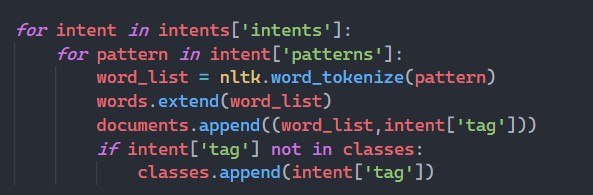 for intent in intents['intents']:
    for pattern in intent['patterns']:
        word_list = nltk.word_tokenize(pattern)
        words.extend(word_list)
        documents.append((word_list,intent['tag']))
        if intent['tag'] not in classes:
            classes.append(intent['tag'])